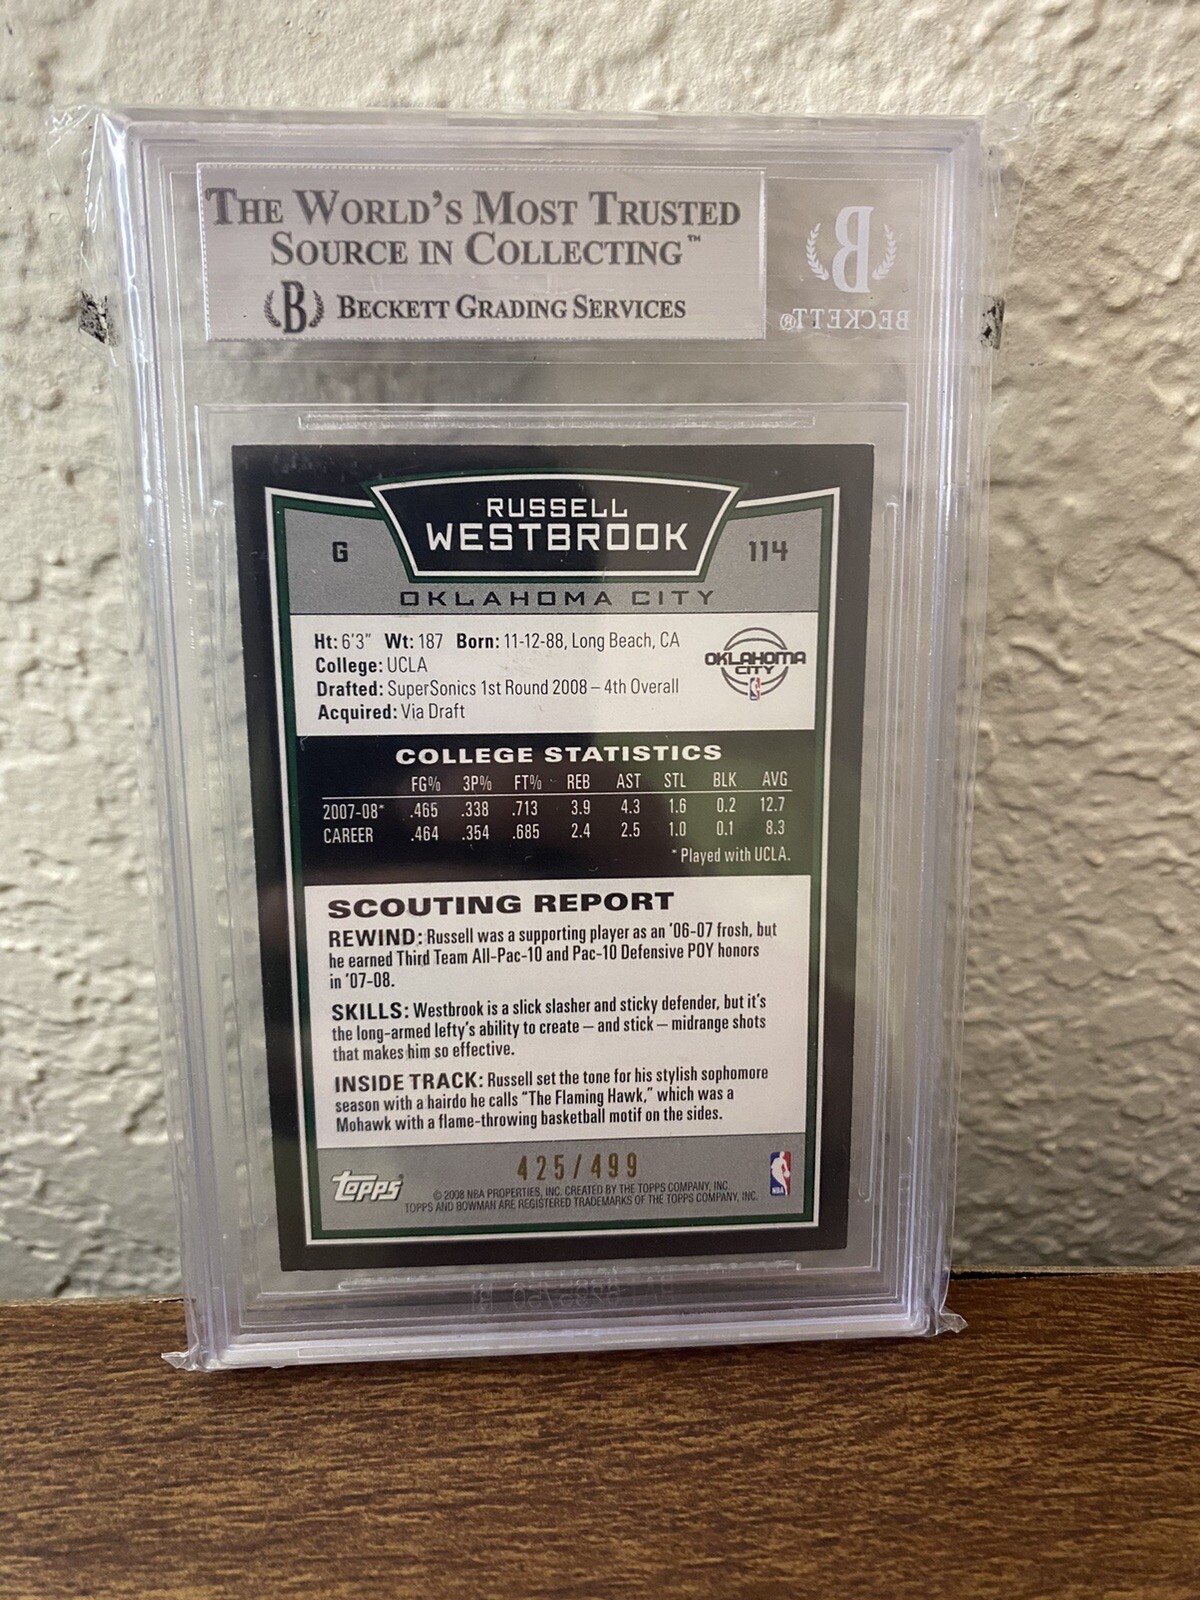 THE WORLD'S MOST TRUSTED
SOURCE IN COLLECTING™
B BECKETT GRADING SERVICES
B
BECKETT®
RUSSELL
WESTBROOK
G
114
OKLAHOMA CITY
Ht: 6'3" Wt: 187 Born: 11-12-88, Long Beach, CA
College: UCLA
Drafted: SuperSonics 1st Round 2008 – 4th Overall
Acquired: Via Draft
OKLAHOMA
CITY
COLLEGE STATISTICS
FG% 3P% FT% REB AST STL BLK AVG
2007-08* .465 .338 .713 3.9 4.3 1.6 0.2 12.7
CAREER .464 .354 .685 2.4 2.5 1.0 0.1 8.3
* Played with UCLA.
SCOUTING REPORT
REWIND: Russell was a supporting player as an '06-07 frosh, but
he earned Third Team All-Pac-10 and Pac-10 Defensive POY honors
in '07-08.
SKILLS: Westbrook is a slick slasher and sticky defender, but it's
the long-armed lefty's ability to create – and stick – midrange shots
that makes him so effective.
INSIDE TRACK: Russell set the tone for his stylish sophomore
season with a hairdo he calls "The Flaming Hawk," which was a
Mohawk with a flame-throwing basketball motif on the sides.
425/499
topps
© 2008 NBA PROPERTIES, INC. CREATED BY THE TOPPS COMPANY, INC.
TOPPS AND BOWMAN ARE REGISTERED TRADEMARKS OF THE TOPPS COMPANY, INC.
NBA